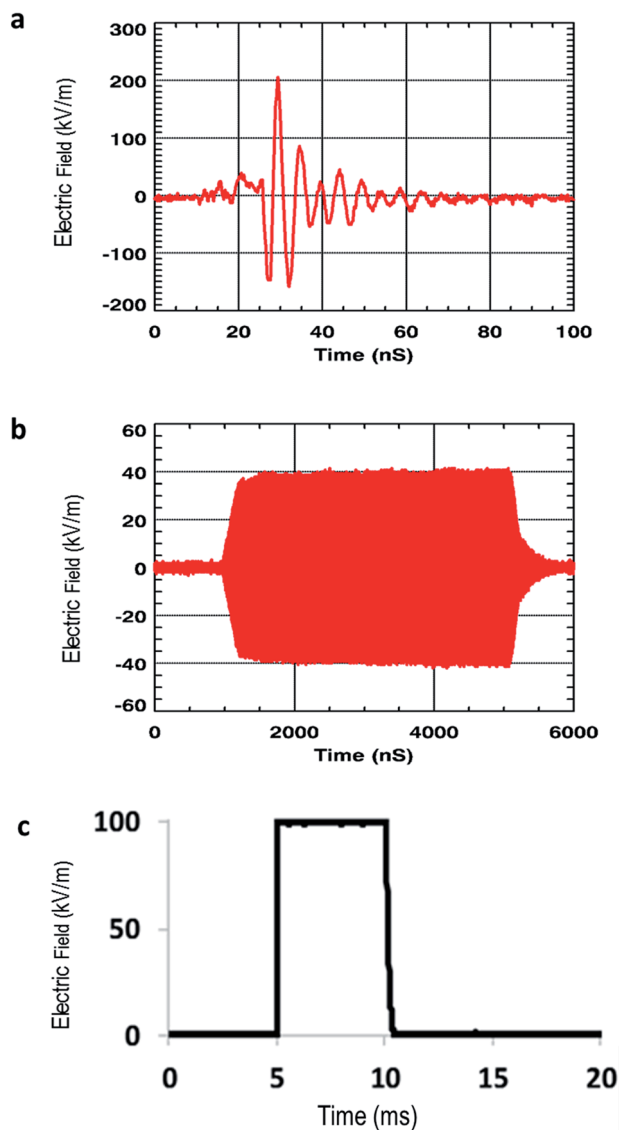 a
300
200
100
0
-100
-200
Electric Field (kV/m)
0 20 40 60 80 100
Time (nS)
b
60
40
20
0
-20
-40
-60
Electric Field (kV/m)
0 2000 4000 6000
Time (nS)
c
100
50
0
Electric Field (kV/m)
0 5 10 15 20
Time (ms)